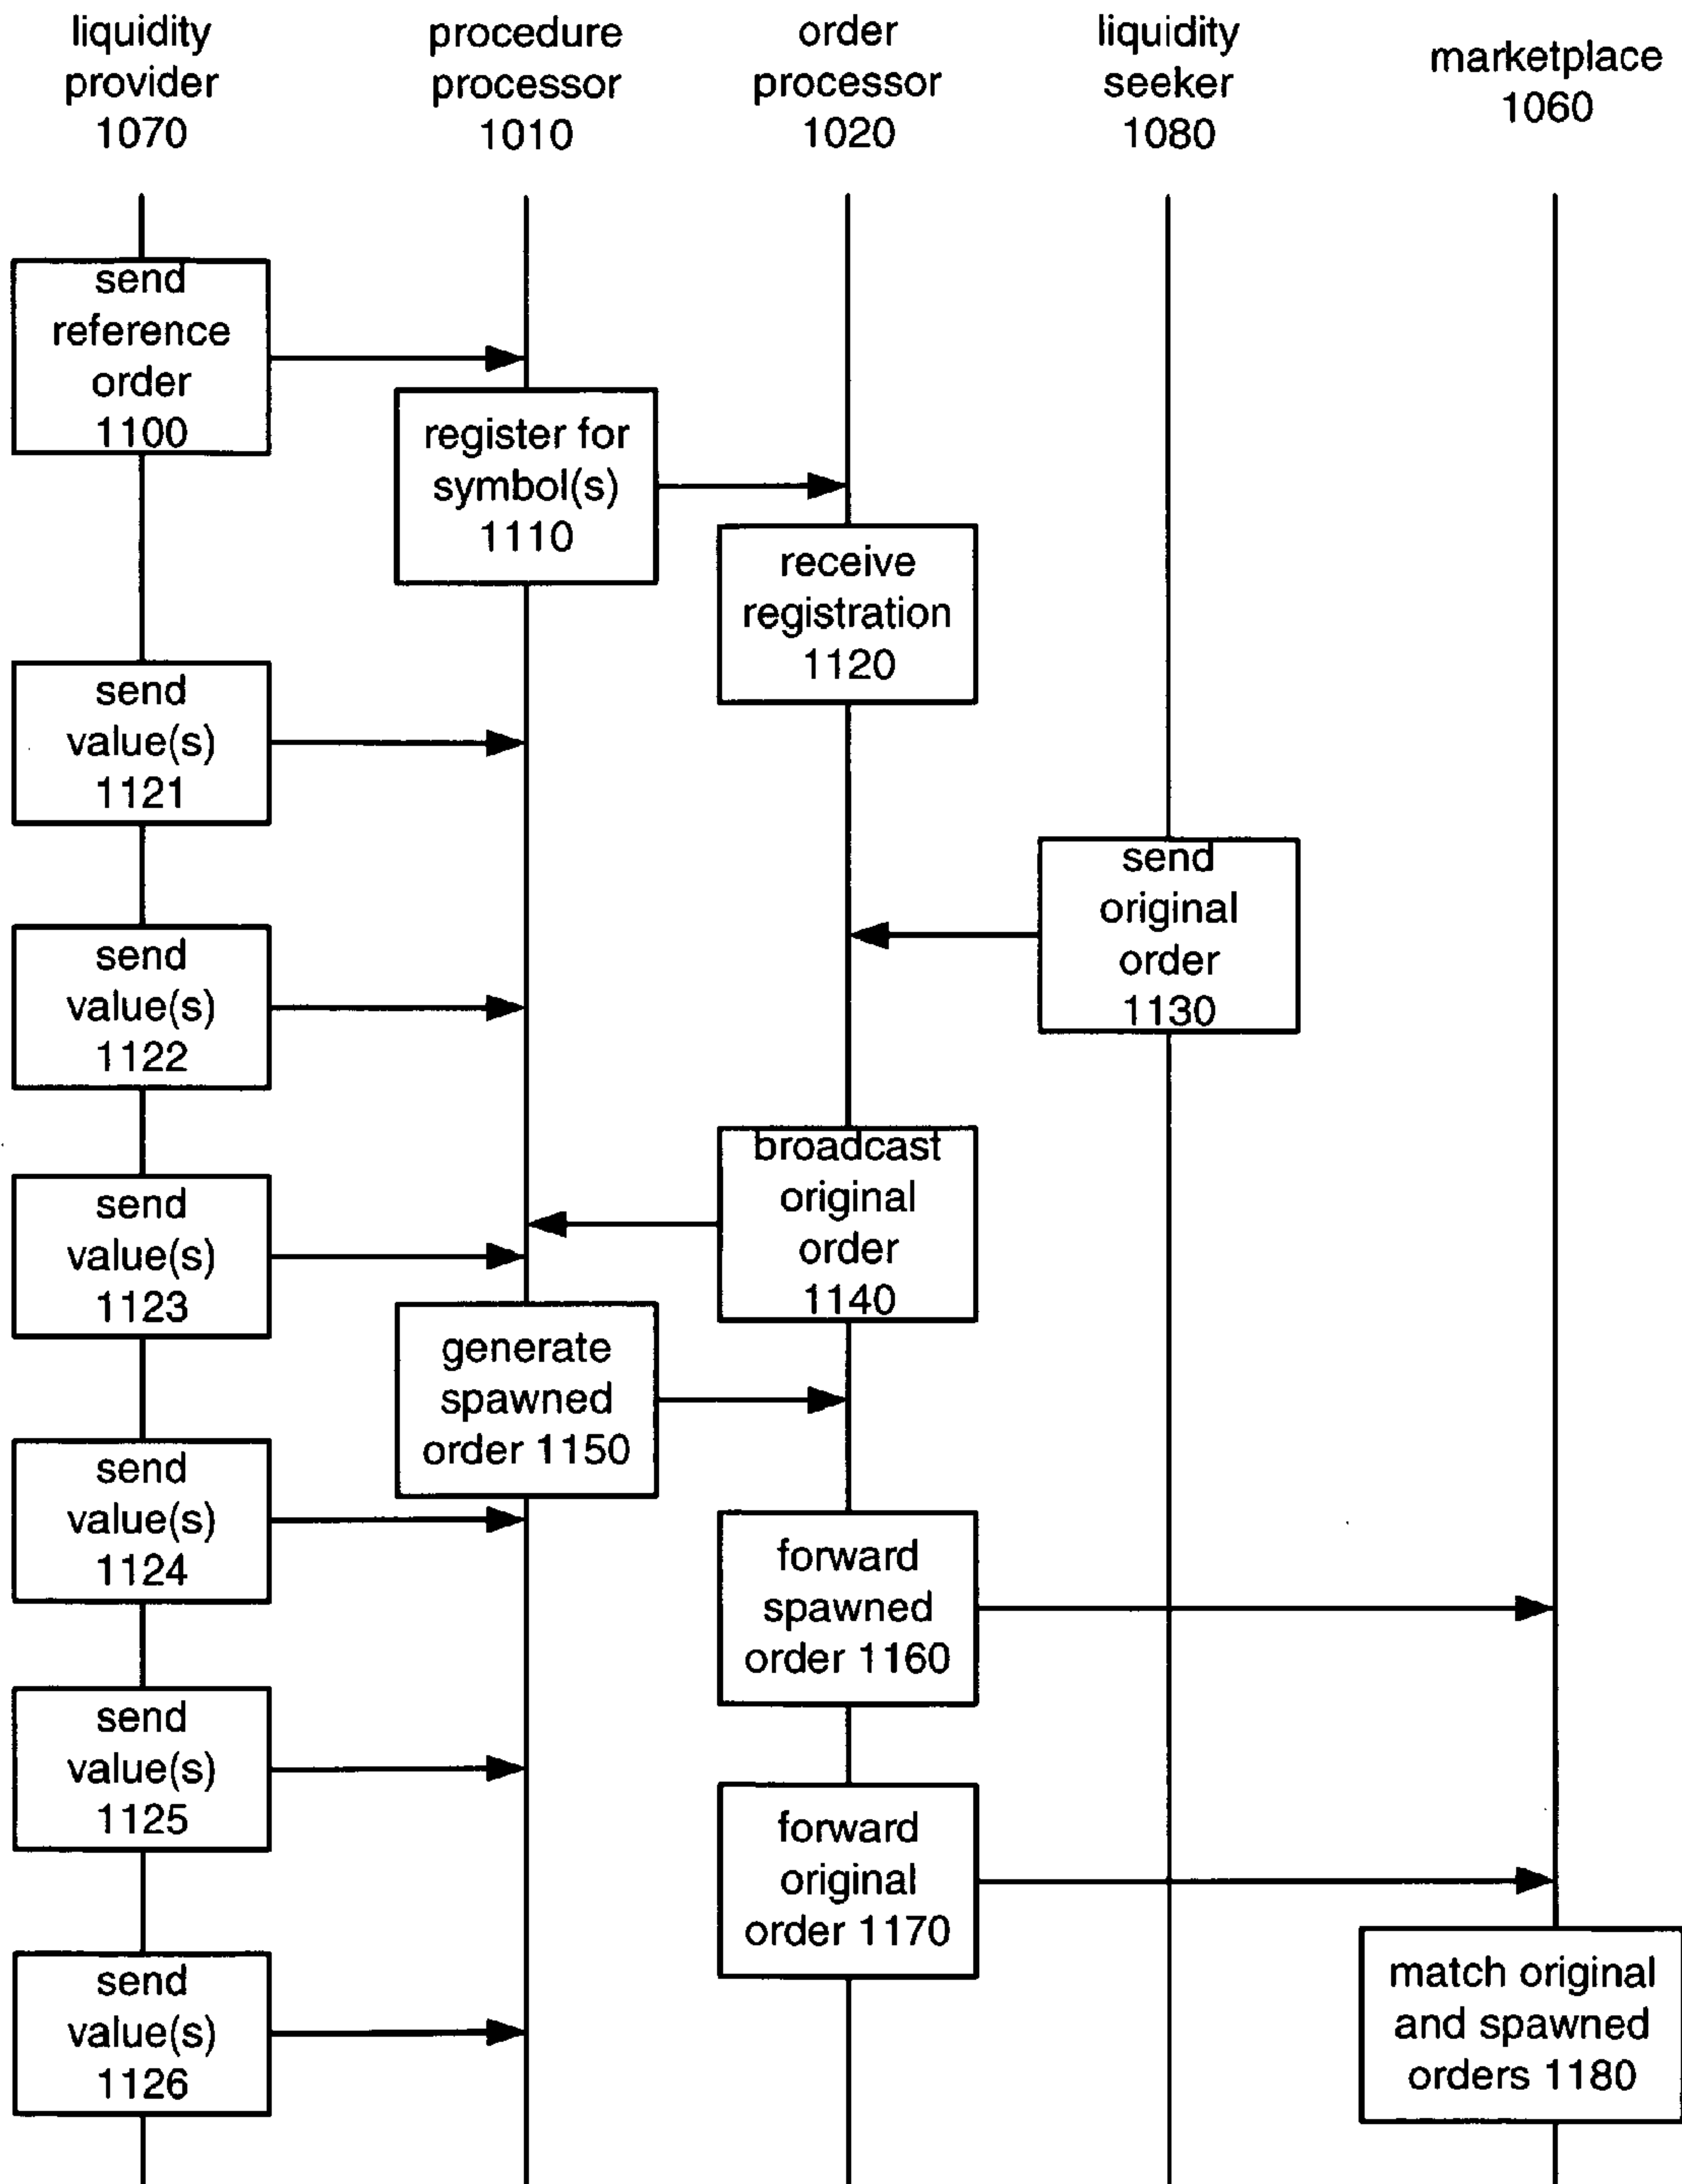 liquidity
provider
1070
procedure
processor
1010
order
processor
1020
liquidity
seeker
1080
marketplace
1060
send
reference
order
1100
register for
symbol(s)
1110
receive
registration
1120
send
value(s)
1121
send
original
order
1130
send
value(s)
1122
broadcast
original
order
1140
send
value(s)
1123
generate
spawned
order 1150
send
value(s)
1124
forward
spawned
order 1160
send
value(s)
1125
forward
original
order 1170
match original
and spawned
orders 1180
send
value(s)
1126